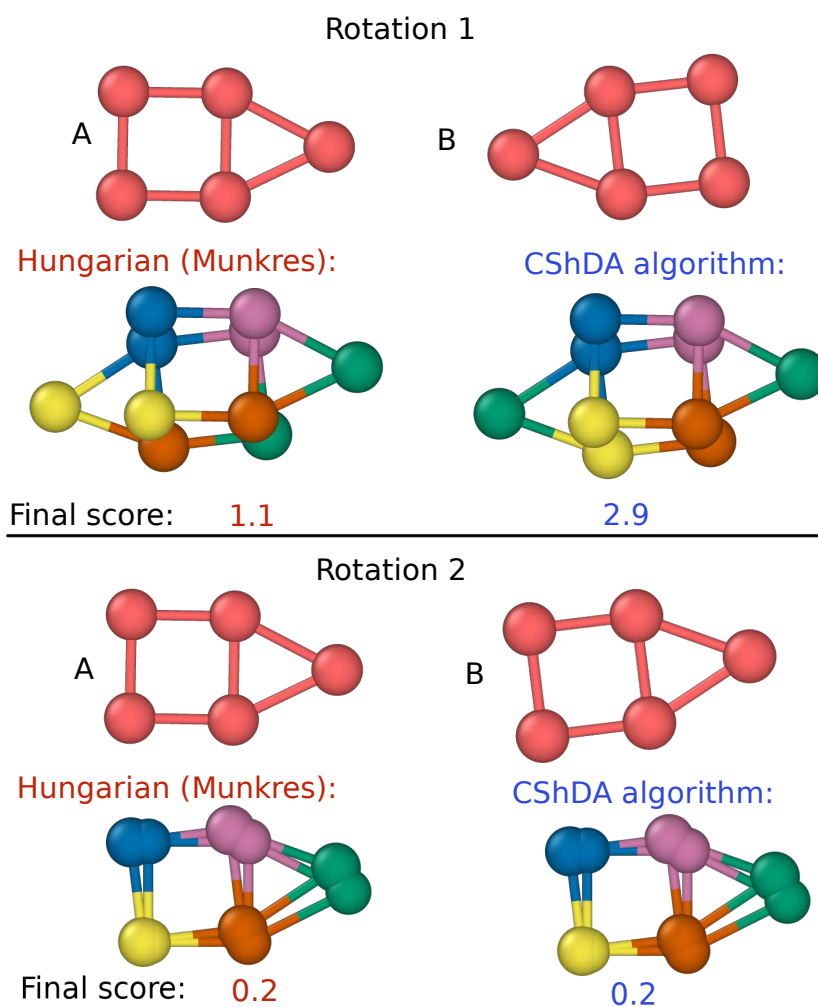 Rotation 1
A
B
Hungarian (Munkres):
CShDA algorithm:
Final score: 1.1
2.9
Rotation 2
A
B
Hungarian (Munkres):
CShDA algorithm:
Final score: 0.2
0.2